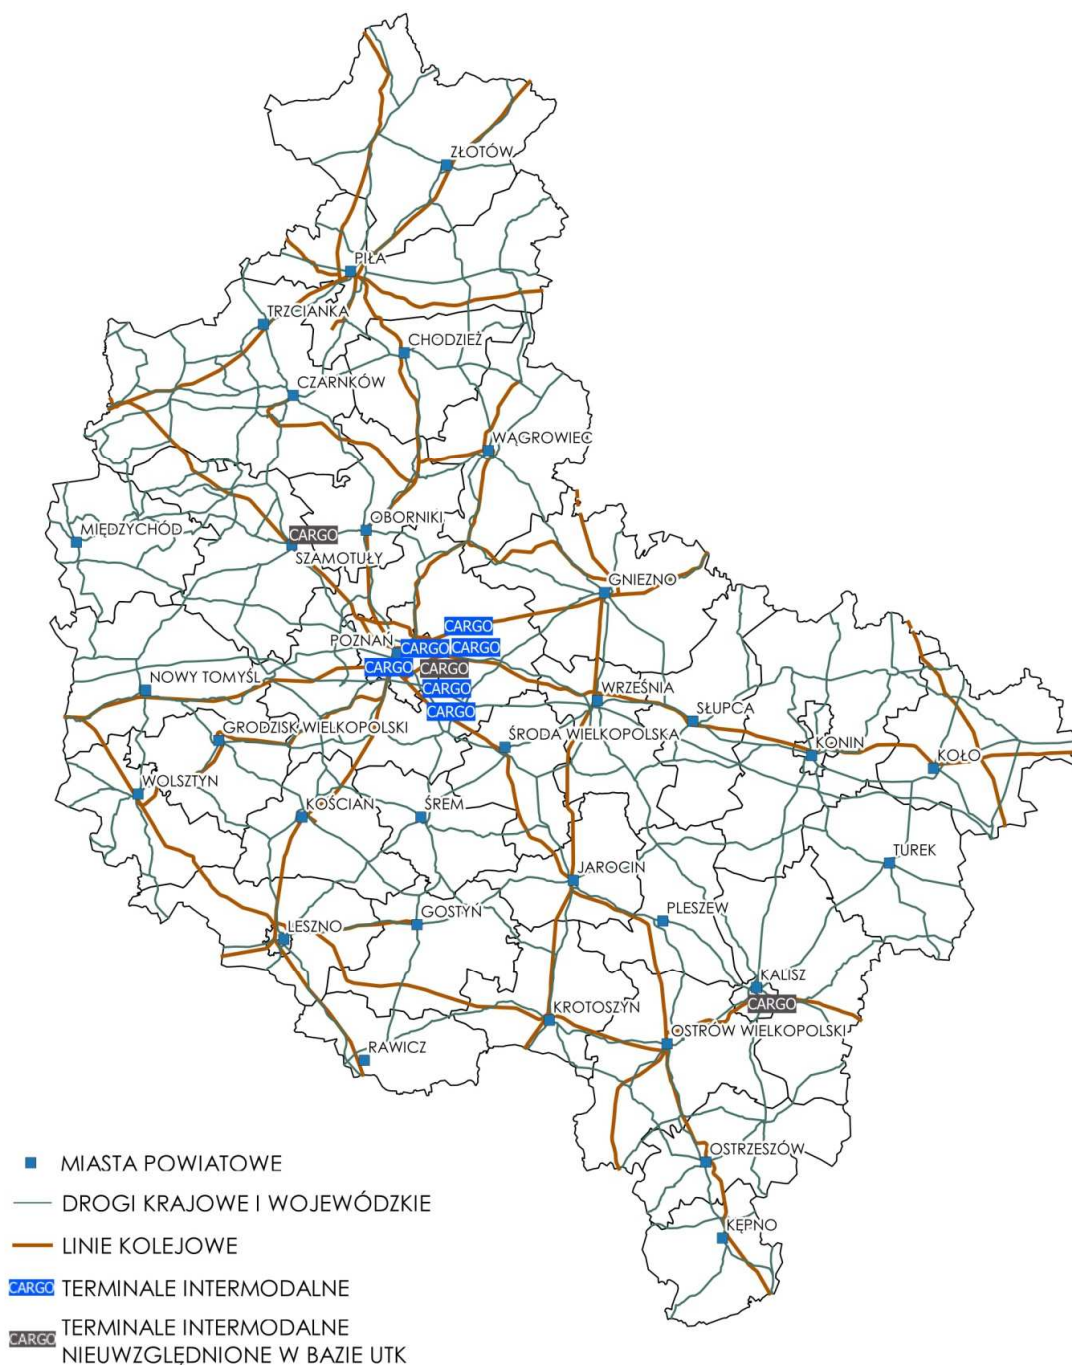 ZŁOTÓW
PIŁA
TRZCIANKA
CHODZIEŻ
CZARNKÓW
WĄGROWIEC
OBORNIKI
MIĘDZYCHÓD
CARGO
SZAMOTUŁY
GNIEZNO
CARGO
POZNAŃ
CARGO
CARGO
CARGO
CARGO
NOWY TOMYŚL
CARGO
WRZEŚNIA
CARGO
SŁUPCA
GRODZISK WIELKOPOLSKI
ŚRODA WIELKOPOLSKA
KONIN
KOŁO
WOLSZTYN
KOŚCIAN
ŚREM
TUREK
JAROCIN
PLESZEW
GOSTYŃ
LESZNO
KALISZ
CARGO
KROTOSZYN
OSTRÓW WIELKOPOLSKI
RAWICZ
OSTRZESZÓW
KĘPNO
MIASTA POWIATOWE
DROGI KRAJOWE I WOJEWÓDZKIE
LINIE KOLEJOWE
CARGO TERMINALE INTERMODALNE
CARGO TERMINALE INTERMODALNE
NIEUWZGLĘDNIONE W BAZIE UTK